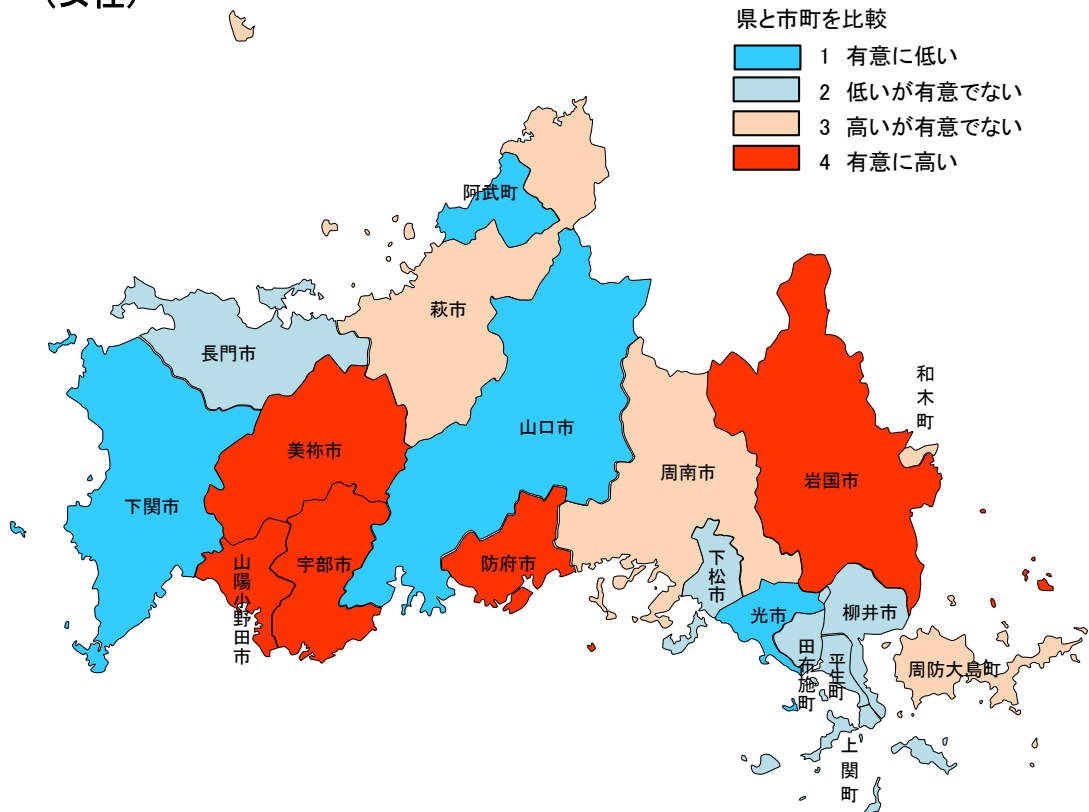 (女性)
県と市町を比較
1 有意に低い
2 低いが有意でない
3 高いが有意でない
4 有意に高い
阿武町
萩市
長門市
和木町
山口市
美祢市
周南市
岩国市
下関市
宇部市
防府市
山陽小野田市
下松市
光市
柳井市
田布施町
平生町
周防大島町
上関町